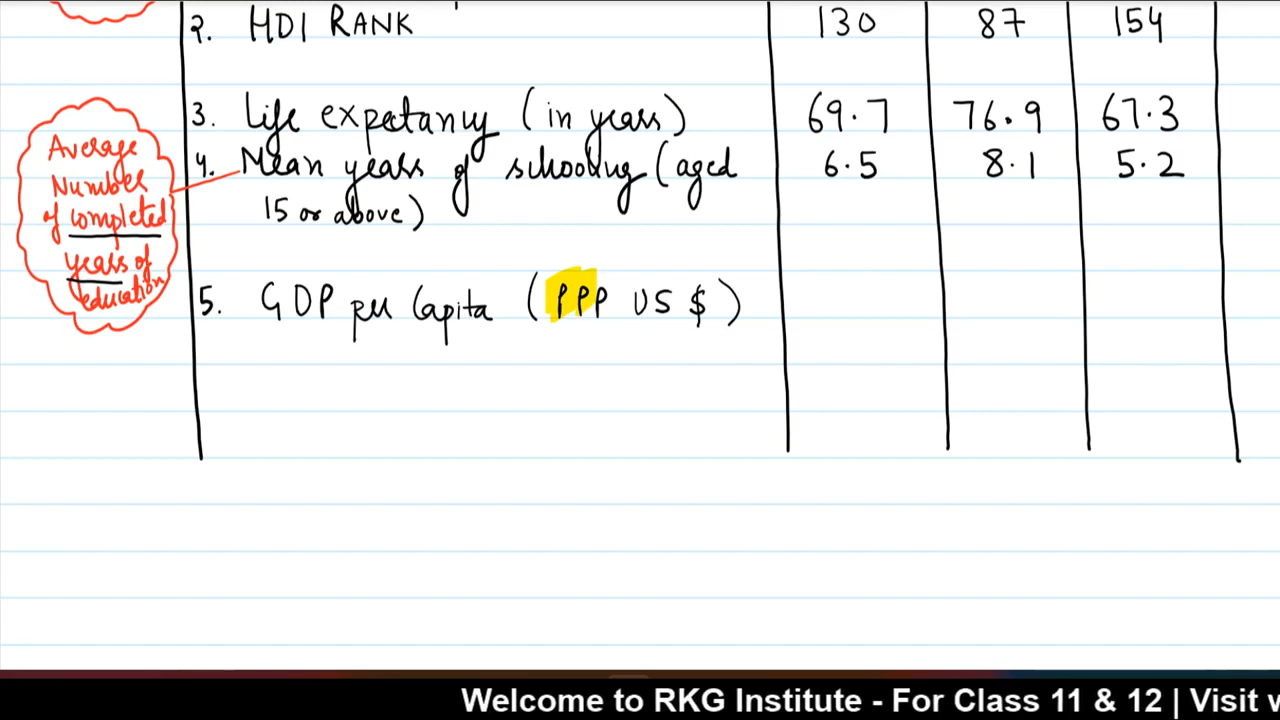 2. HDI RANK 130 87 154
3. Life expetancy (in years) 69.7 76.9 67.3
4. Mean years of schooling (aged 6.5 8.1 5.2
15 or above)
5. GDP per Capita (PPP US $)
Average
Number
of completed
years of
education
Welcome to RKG Institute - For Class 11 & 12 | Visit